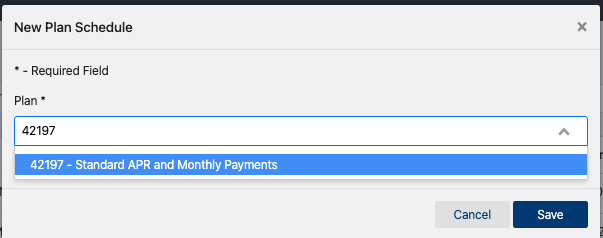 New Plan Schedule ×
* - Required Field
Plan *
42197
42197 - Standard APR and Monthly Payments
Cancel Save